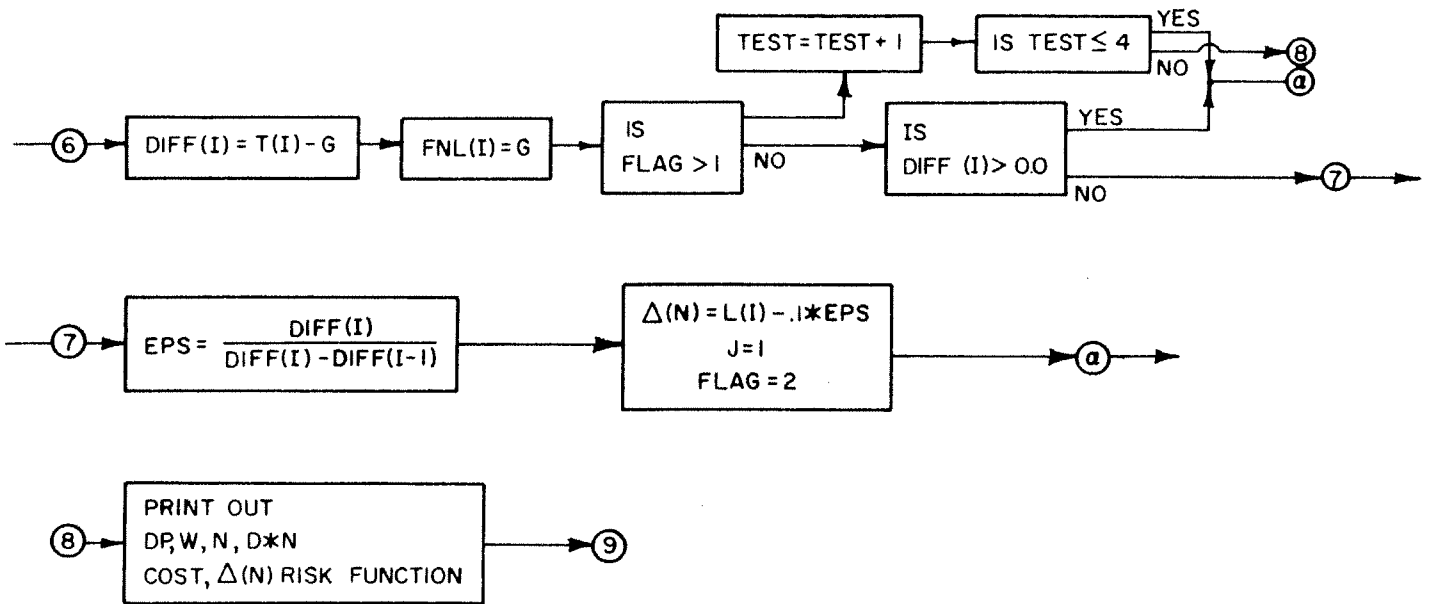 TEST=TEST+1
IS TEST≤4
YES
NO
8
a
6
DIFF(I)=T(I)-G
FNL(I)=G
IS
FLAG >1
NO
IS
DIFF (I)> 0.0
YES
NO
7
7
EPS= DIFF(I)
DIFF(I)-DIFF(I-1)
Δ(N)=L(I)-.1*EPS
J=1
FLAG=2
a
8
PRINT OUT
DP,W,N,D*N
COST,Δ(N) RISK FUNCTION
9